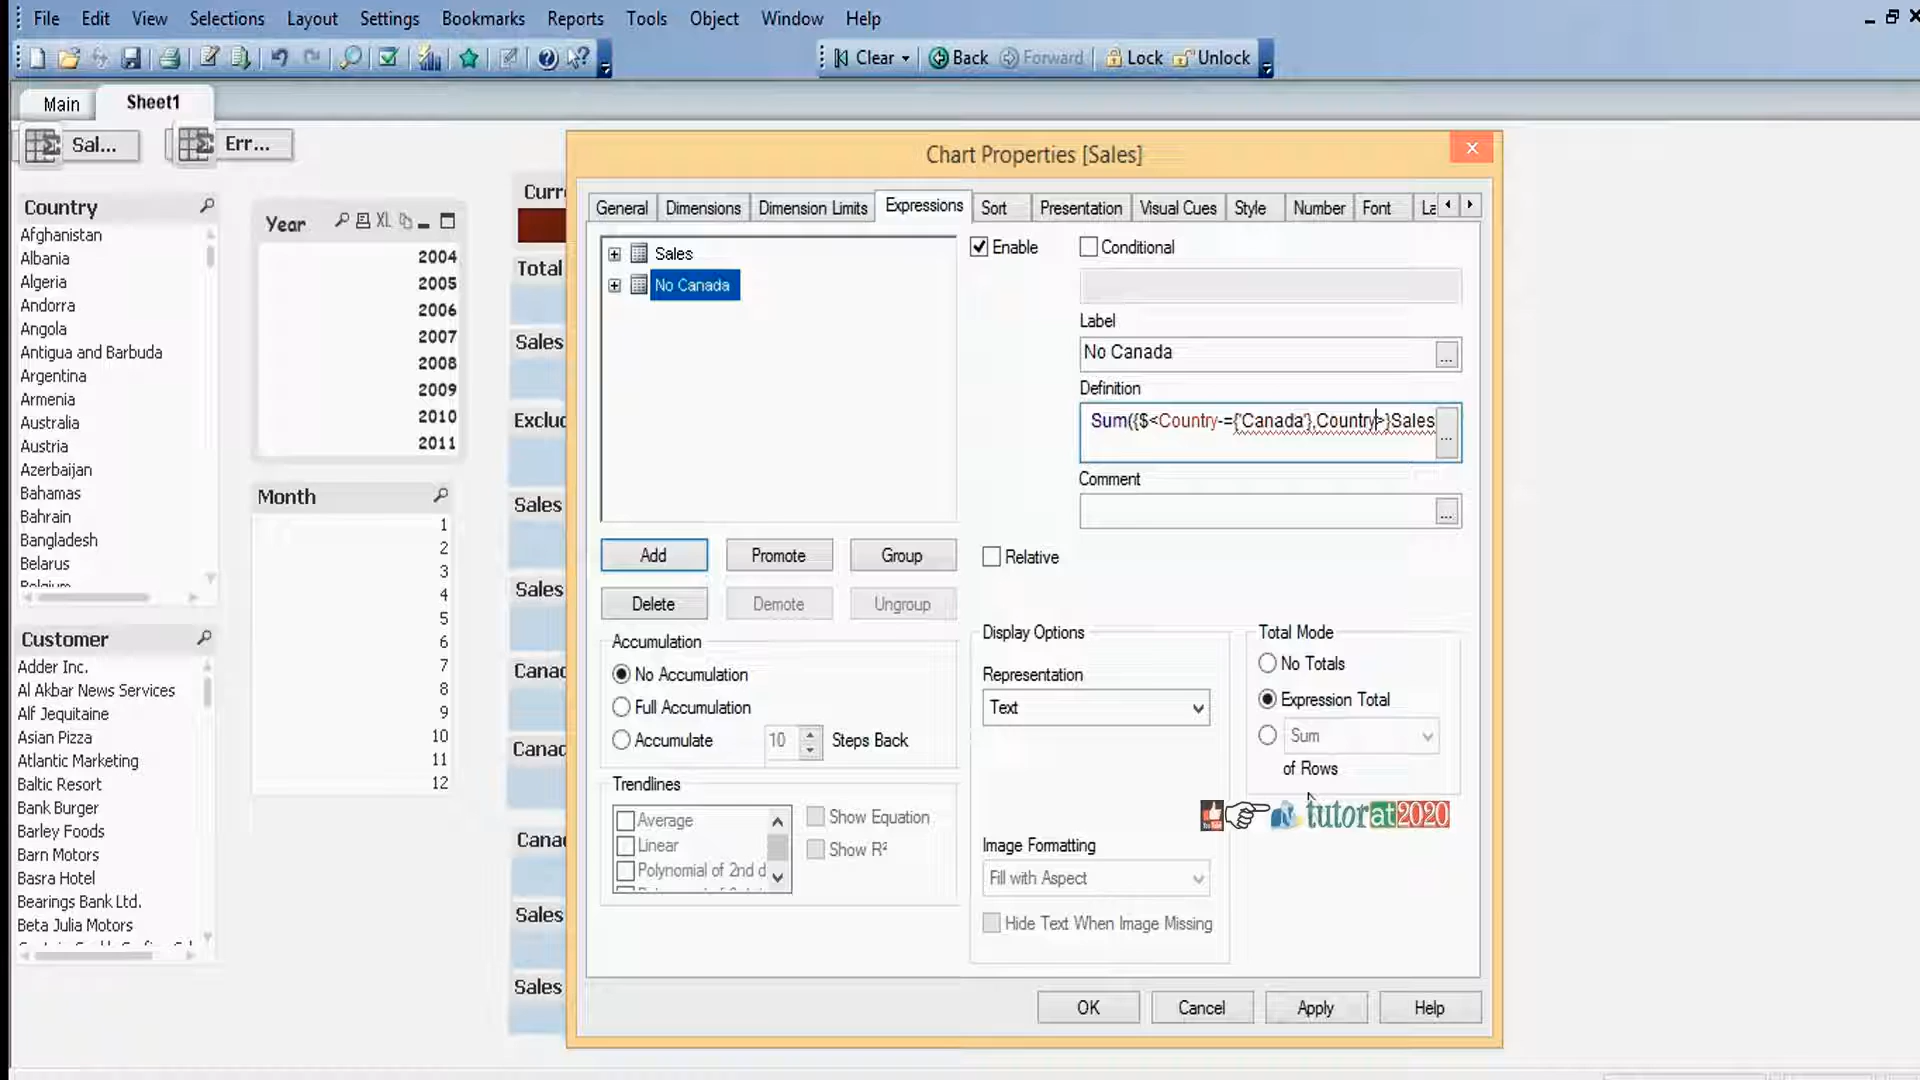 File Edit View Selections Layout Settings Bookmarks Reports Tools Object Window Help
Clear Back Forward Lock Unlock
Main Sheet1
Sal... Err...
Country
Afghanistan
Albania
Algeria
Andorra
Angola
Antigua and Barbuda
Argentina
Armenia
Australia
Austria
Azerbaijan
Bahamas
Bahrain
Bangladesh
Belarus
Belgium
Customer
Adder Inc.
Al Akbar News Services
Alf Jequitaine
Asian Pizza
Atlantic Marketing
Baltic Resort
Bank Burger
Barley Foods
Barn Motors
Basra Hotel
Bearings Bank Ltd.
Beta Julia Motors
Year XL
2004
2005
2006
2007
2008
2009
2010
2011
Month
1
2
3
4
5
6
7
8
9
10
11
12
Curr
Total
Sales
Exclu
Sales
Sales
Canad
Canad
Canad
Sales
Sales
Chart Properties [Sales]
General Dimensions Dimension Limits Expressions Sort Presentation Visual Cues Style Number Font La
Sales
No Canada
Enable Conditional
Label
No Canada
...
Definition
Sum({$<Country-={'Canada'},Country>}Sales
...
Comment
...
Add Promote Group
Delete Demote Ungroup
Relative
Accumulation
No Accumulation
Full Accumulation
Accumulate 10 Steps Back
Trendlines
Average
Linear
Polynomial of 2nd d
Show Equation
Show R²
Display Options
Representation
Text
Image Formatting
Fill with Aspect
Hide Text When Image Missing
Total Mode
No Totals
Expression Total
Sum
of Rows
tutorat2020
OK Cancel Apply Help